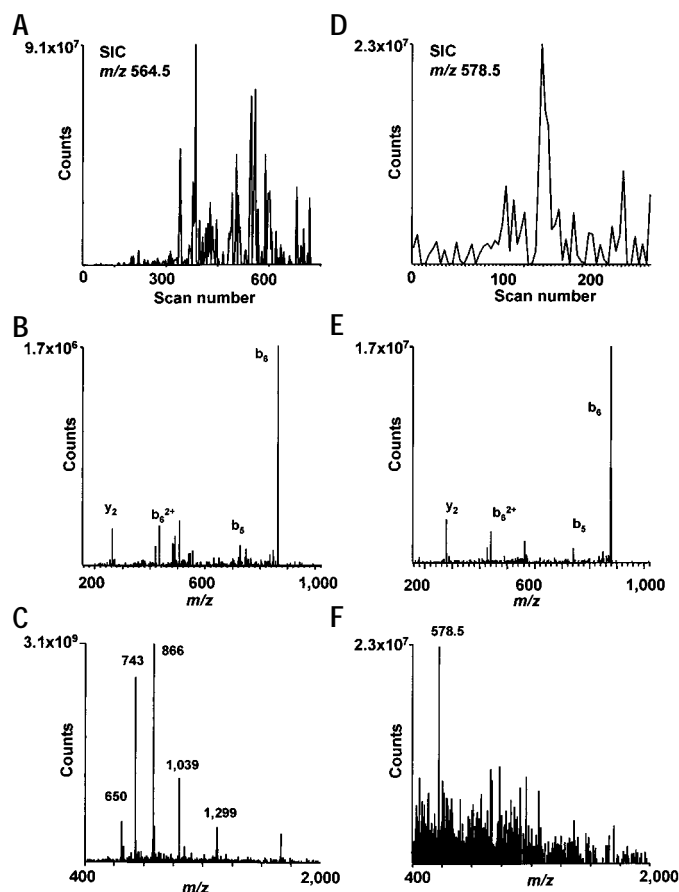 A
9.1x10⁷
SIC
m/z 564.5
Counts
0
300
600
Scan number
B
1.7x10⁶
b₆
Counts
y₂
b₆²⁺
b₅
200
600
1,000
m/z
C
3.1x10⁹
866
743
1,039
650
1,299
Counts
400
2,000
m/z
D
2.3x10⁷
SIC
m/z 578.5
Counts
0
100
200
Scan number
E
1.7x10⁷
b₆
Counts
y₂
b₆²⁺
b₅
200
600
1,000
m/z
F
578.5
2.3x10⁷
Counts
400
2,000
m/z